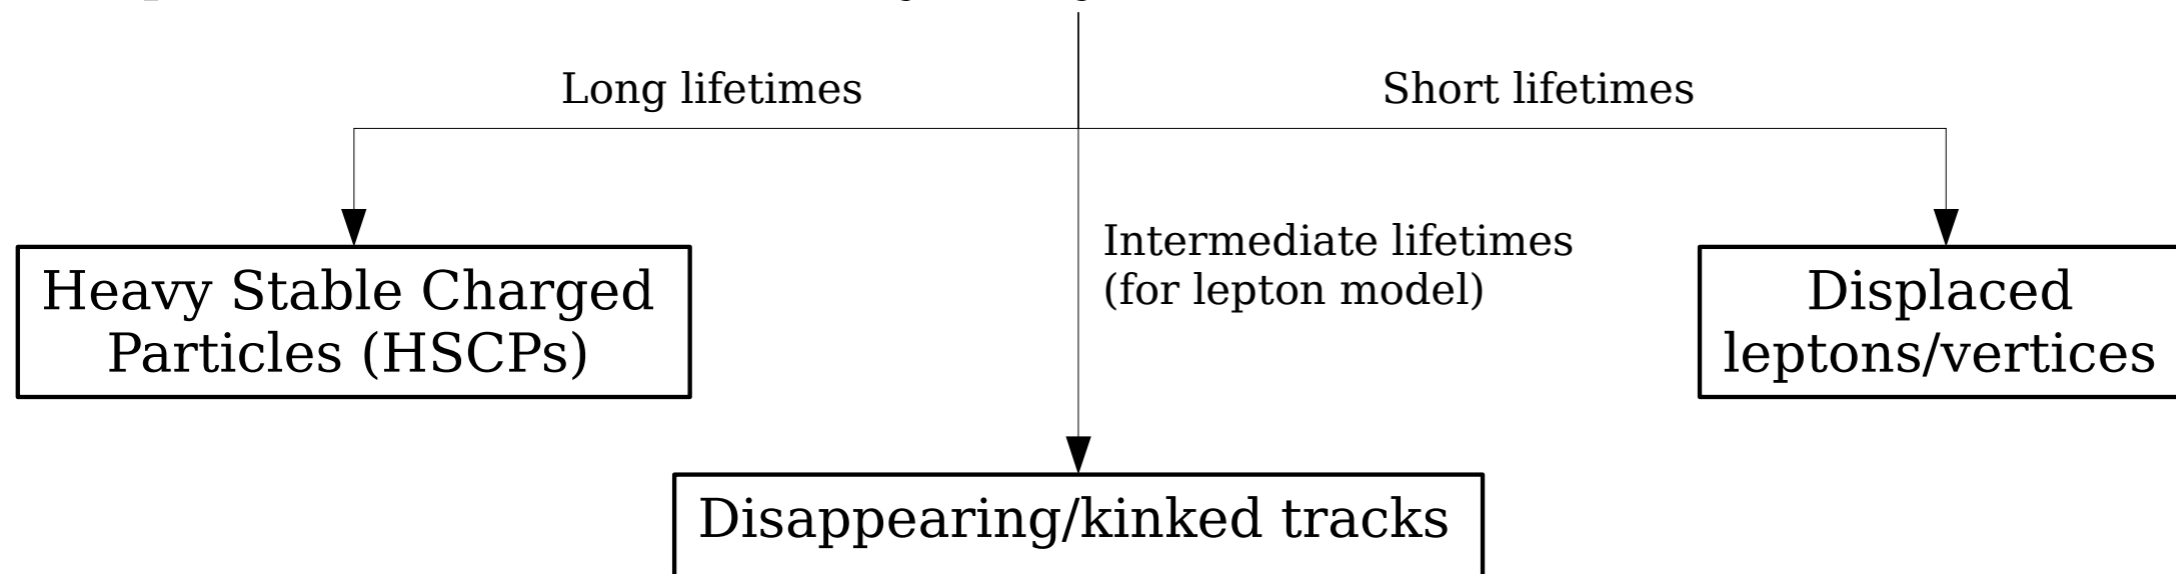 Long lifetimes
Short lifetimes
Intermediate lifetimes
(for lepton model)
Heavy Stable Charged
Particles (HSCPs)
Displaced
leptons/vertices
Disappearing/kinked tracks